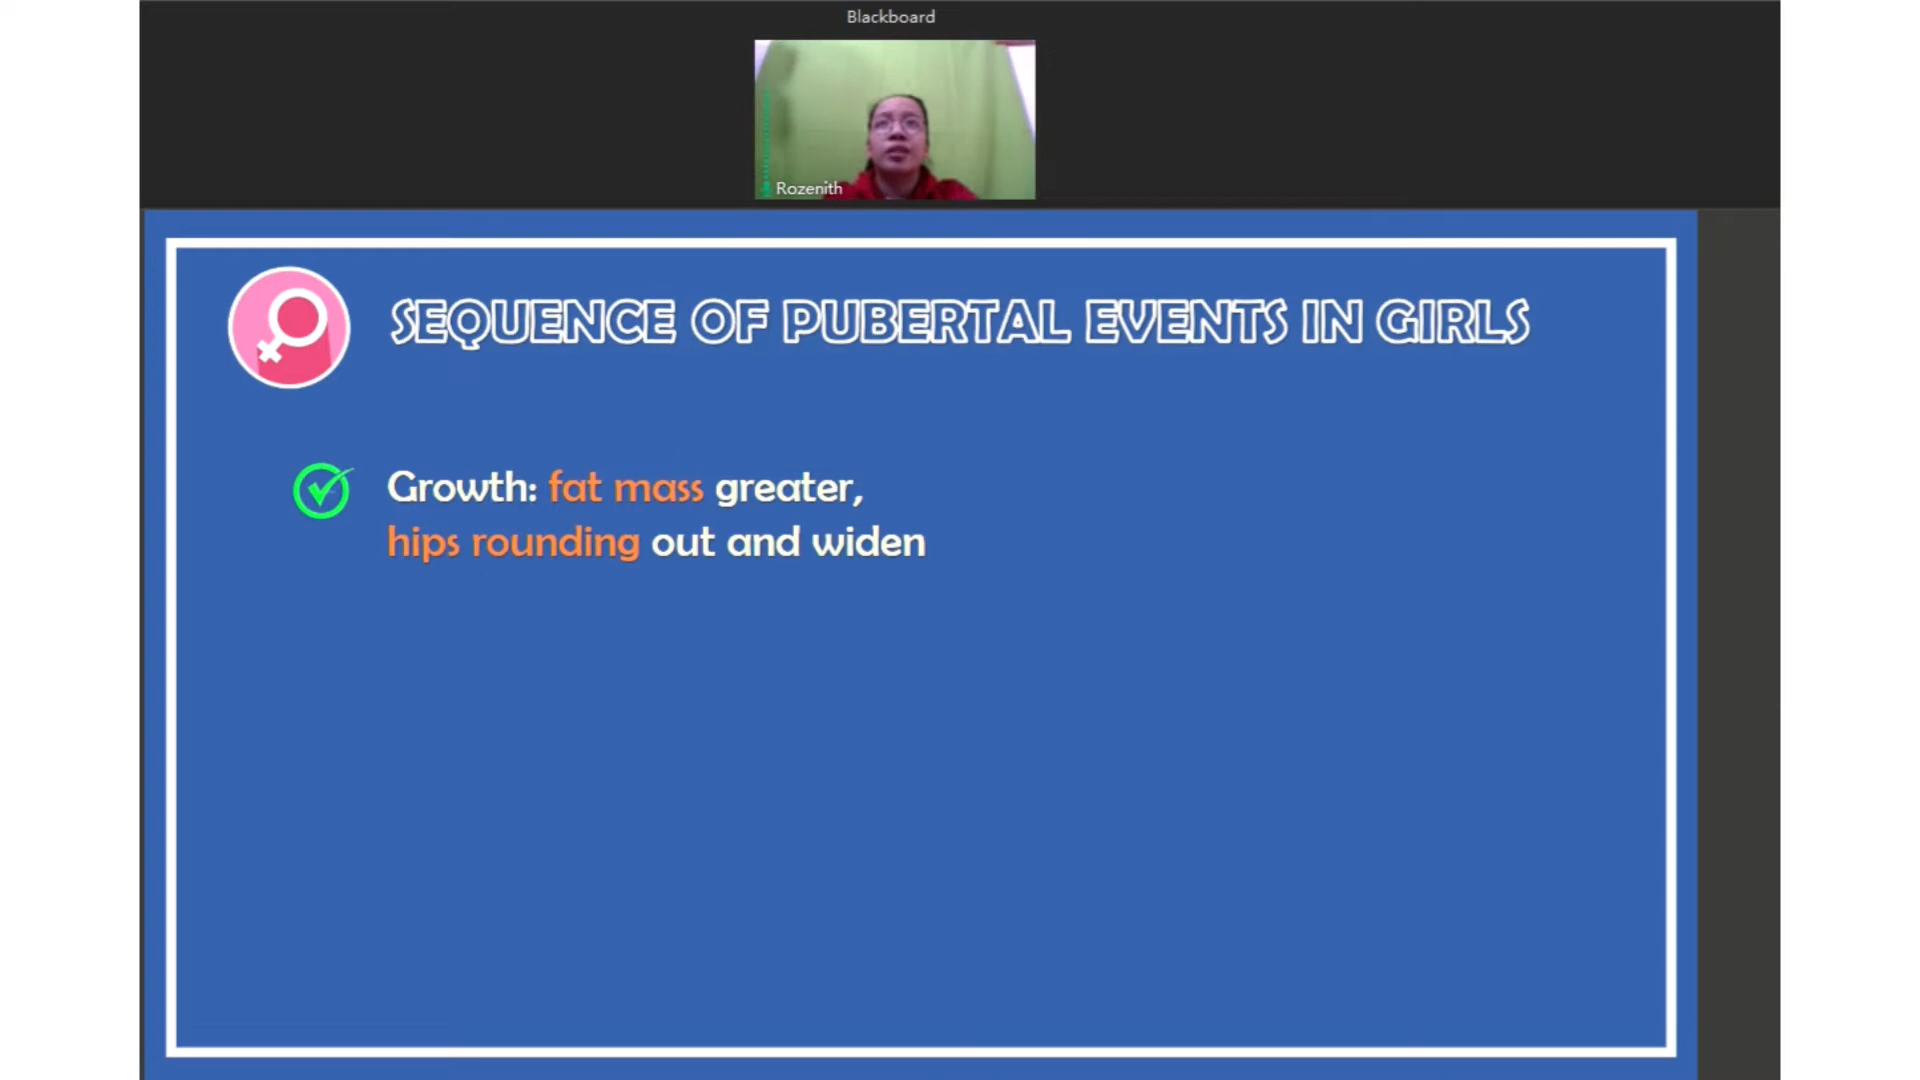 Blackboard
Rozenith
SEQUENCE OF PUBERTAL EVENTS IN GIRLS
Growth: fat mass greater,
hips rounding out and widen